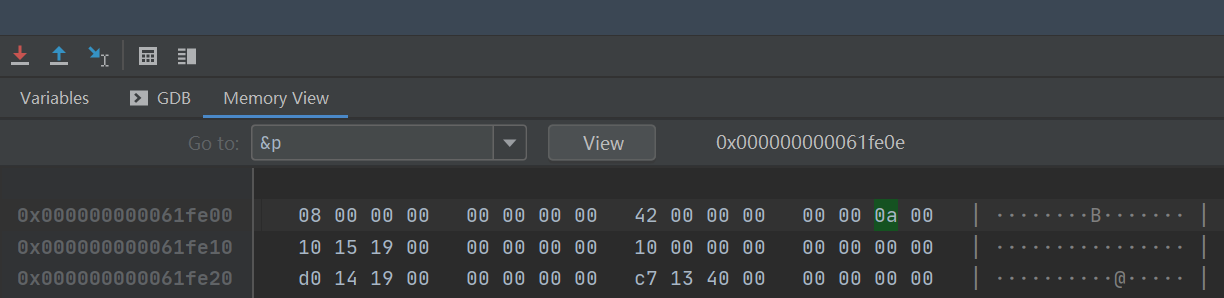 Variables GDB Memory View
Go to: &p View 0x000000000061fe0e
0x000000000061fe00 08 00 00 00 00 00 00 00 42 00 00 00 00 00 0a 00 | ········B······· |
0x000000000061fe10 10 15 19 00 00 00 00 00 10 00 00 00 00 00 00 00 | ················ |
0x000000000061fe20 d0 14 19 00 00 00 00 00 c7 13 40 00 00 00 00 00 | ··········@····· |